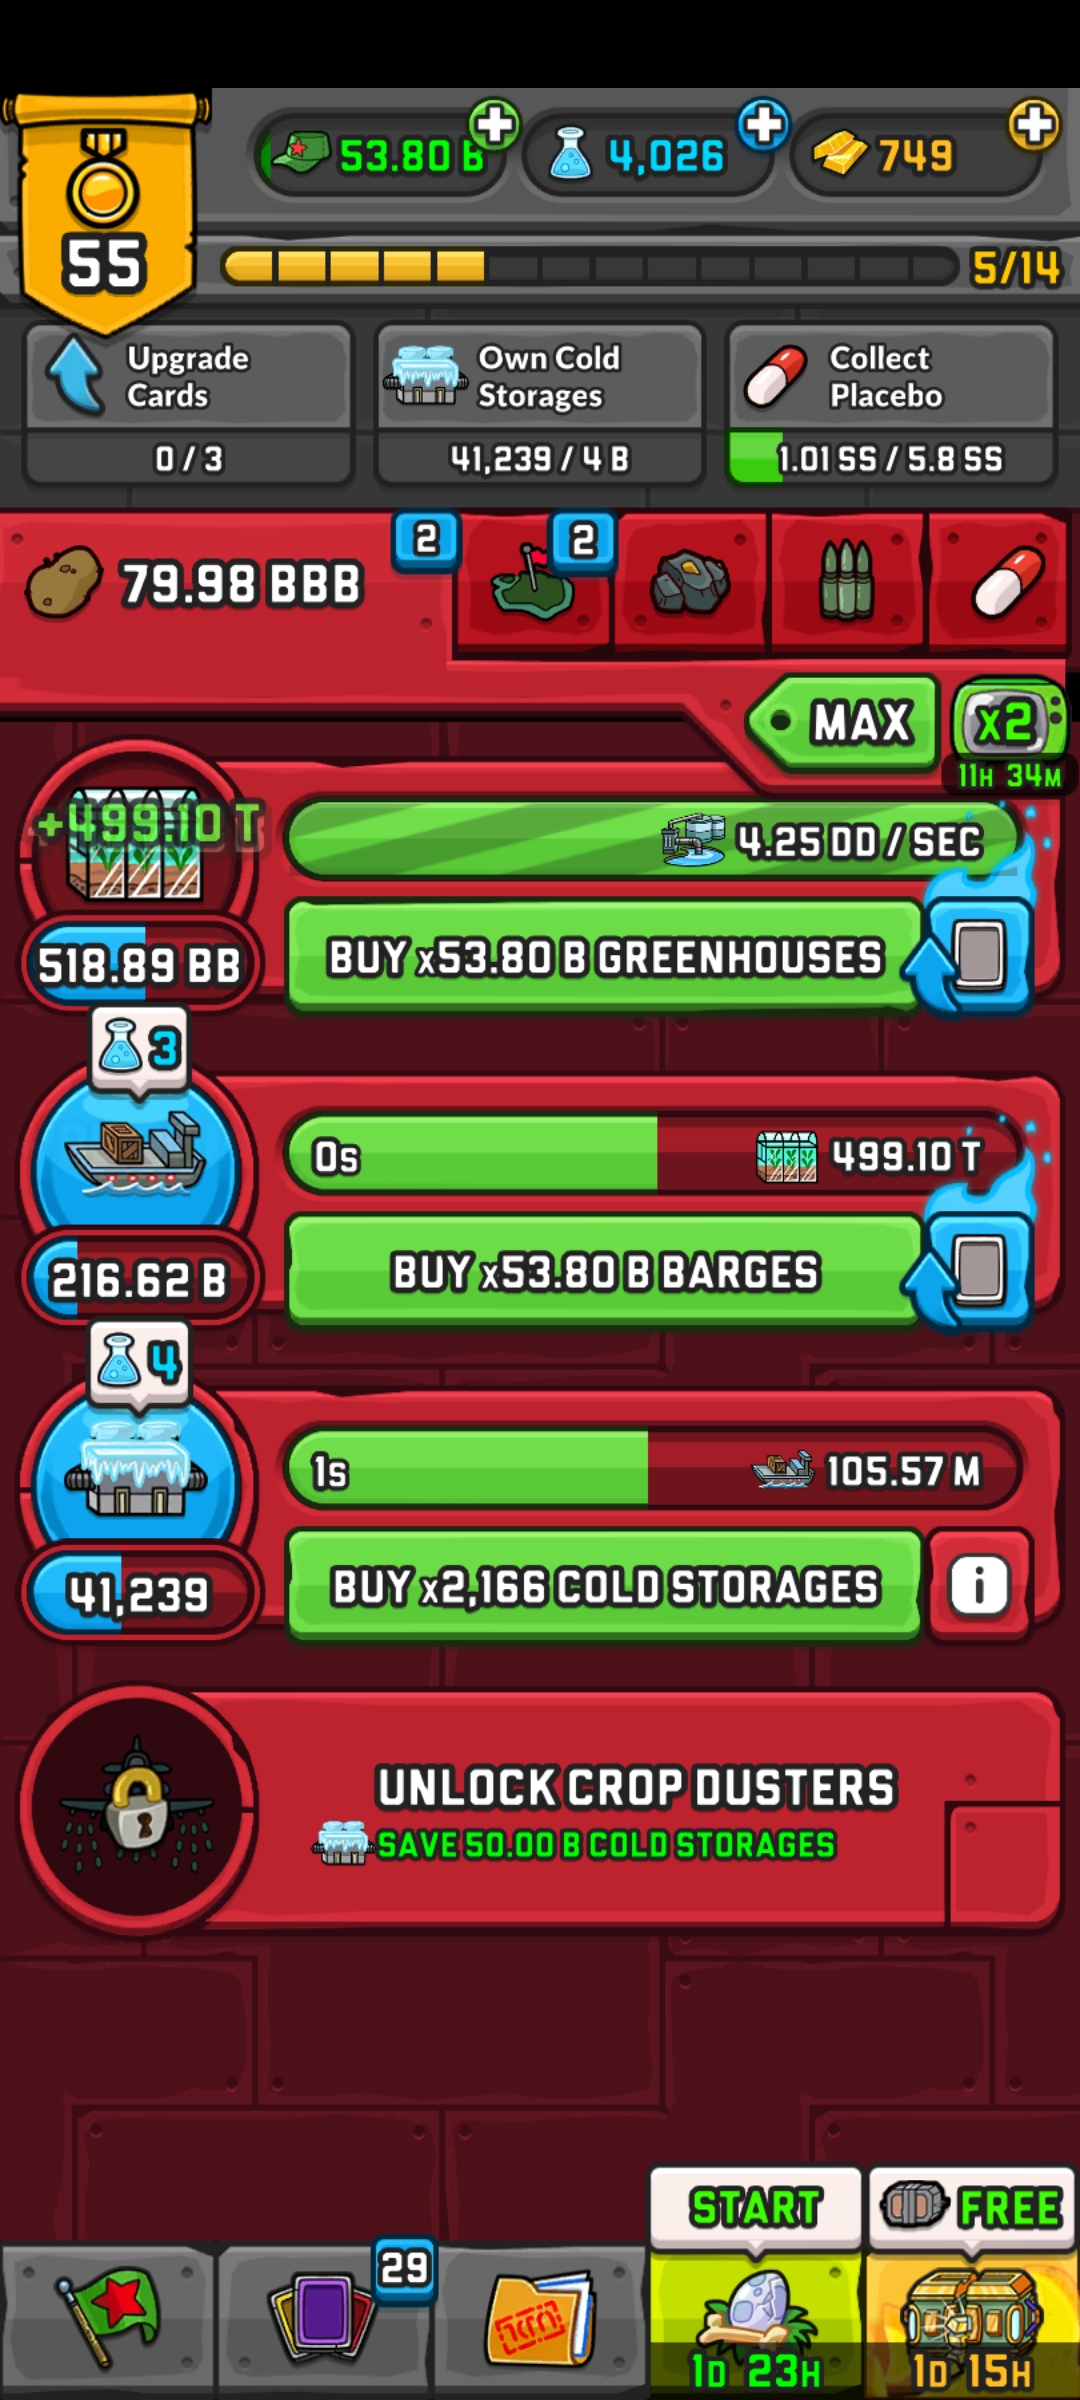 55
53.80 B
4,026
749
5/14
Upgrade
Cards
0 / 3
Own Cold
Storages
41,239 / 4 B
Collect
Placebo
1.01 SS / 5.8 SS
79.98 BBB
2
2
MAX
x2
11H 34M
+499.10 T
4.25 DD / SEC
518.89 BB
BUY x53.80 B GREENHOUSES
3
0s
499.10 T
216.62 B
BUY x53.80 B BARGES
4
1s
105.57 M
41,239
BUY x2,166 COLD STORAGES
i
UNLOCK CROP DUSTERS
SAVE 50.00 B COLD STORAGES
START
FREE
29
1D 23H
1D 15H